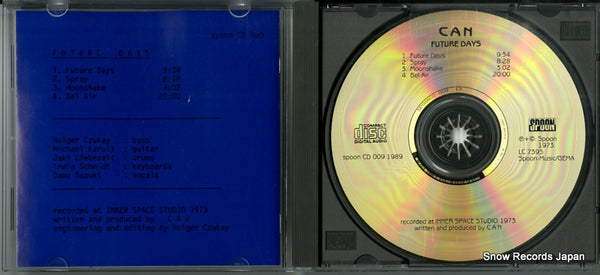 spoon CD 009
FUTURE DAYS
1. Future Days 9:34
2. Spray 8:28
3. Moonshake 3:02
4. Bel Air 20:00
Holger Czukay : bass
Michael Karoli : guitar
Jaki Liebezeit : drums
Irmin Schmidt : keyboards
Damo Suzuki : vocals
recorded at INNER SPACE STUDIO 1973
written and produced by C A N
engineering and editing by Holger Czukay
CAN
FUTURE DAYS
1. Future Days 9:34
2. Spray 8:28
3. Moonshake 3:02
4. Bel Air 20:00
COMPACT
disc
DIGITAL AUDIO
spoon CD 009 1989
SPOON
℗+© Spoon
1973
LC 7395
Spoon-Music/GEMA
recorded at INNER SPACE STUDIO 1973
written and produced by CAN
Snow Records Japan